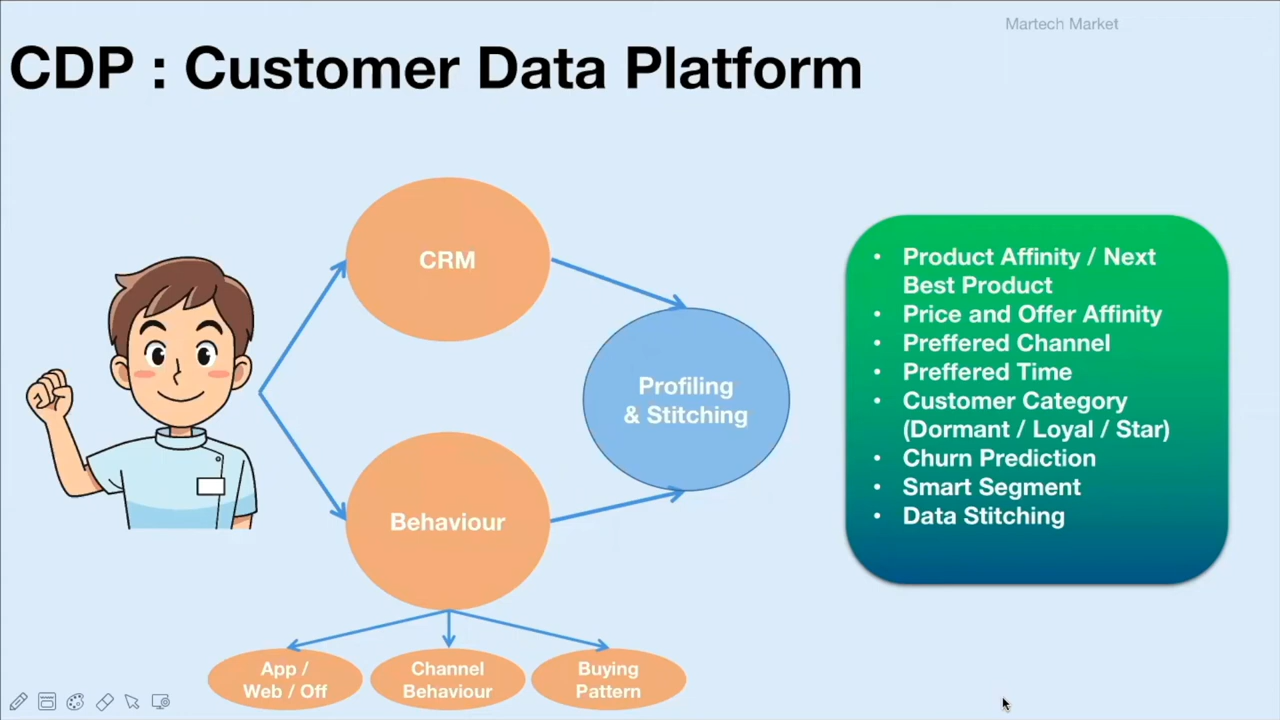 Martech Market
CDP : Customer Data Platform
CRM
Profiling
& Stitching
Behaviour
App /
Web / Off
Channel
Behaviour
Buying
Pattern
• Product Affinity / Next
Best Product
• Price and Offer Affinity
• Preffered Channel
• Preffered Time
• Customer Category
(Dormant / Loyal / Star)
• Churn Prediction
• Smart Segment
• Data Stitching